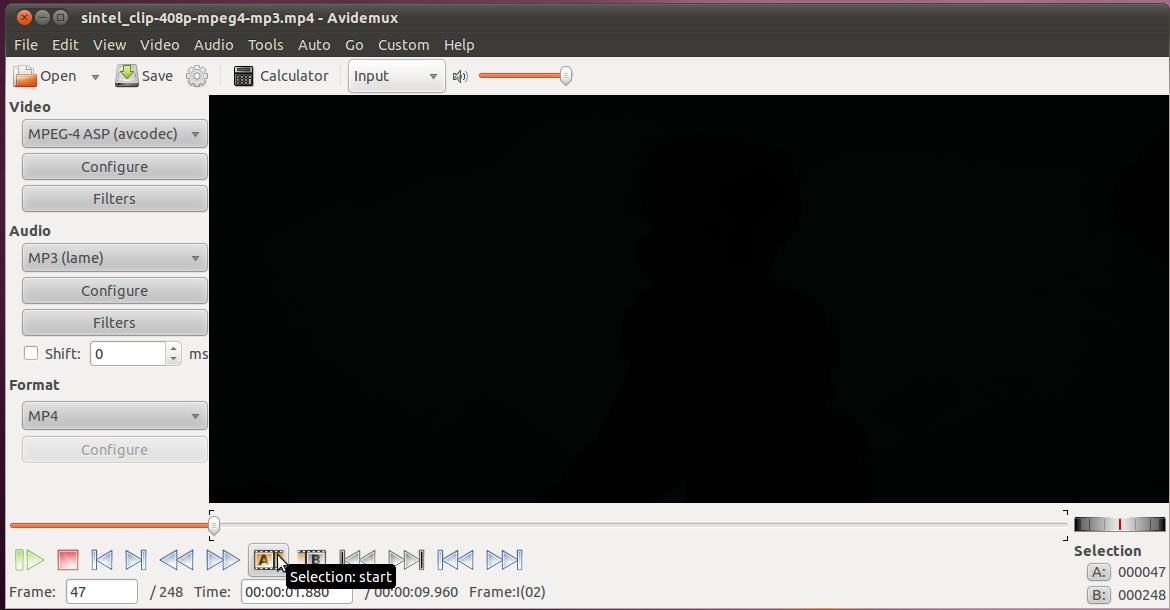 sintel_clip-408p-mpeg4-mp3.mp4 - Avidemux
File Edit View Video Audio Tools Auto Go Custom Help
Open Save Calculator Input
Video
MPEG-4 ASP (avcodec)
Configure
Filters
Audio
MP3 (lame)
Configure
Filters
Shift: 0 ms
Format
MP4
Configure
A B
Selection: start
Selection
A: 000047
B: 000248
Frame: 47 / 248 Time: 00:00:01.880 / 00:00:09.960 Frame:I(02)